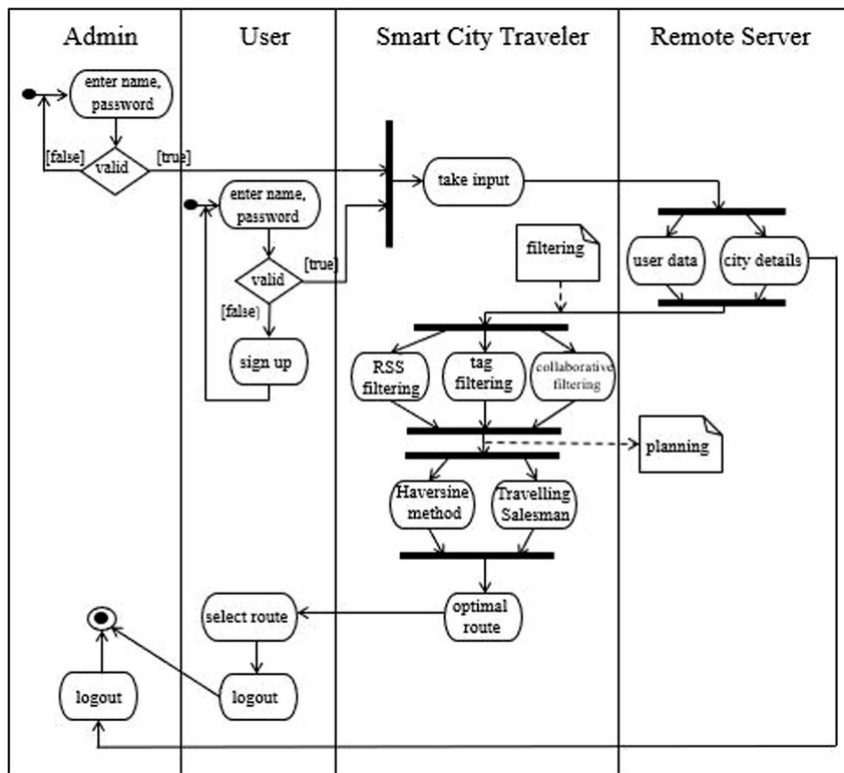 Admin
User
Smart City Traveler
Remote Server
enter name,
password
[false]
valid
[true]
enter name,
password
valid
[true]
[false)
sign up
take input
user data
city details
filtering
RSS
filtering
tag
filtering
collaborative
filtering
planning
Haversine
method
Travelling
Salesman
optimal
route
select route
logout
logout